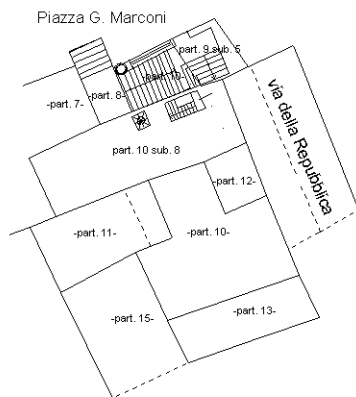 Piazza G. Marconi
part. 9 sub. 5
-part. 10-
-part. 8-
-part. 7-
via della Repubblica
part. 10 sub. 8
-part. 12-
-part. 11-
-part. 10-
-part. 13-
-part. 15-